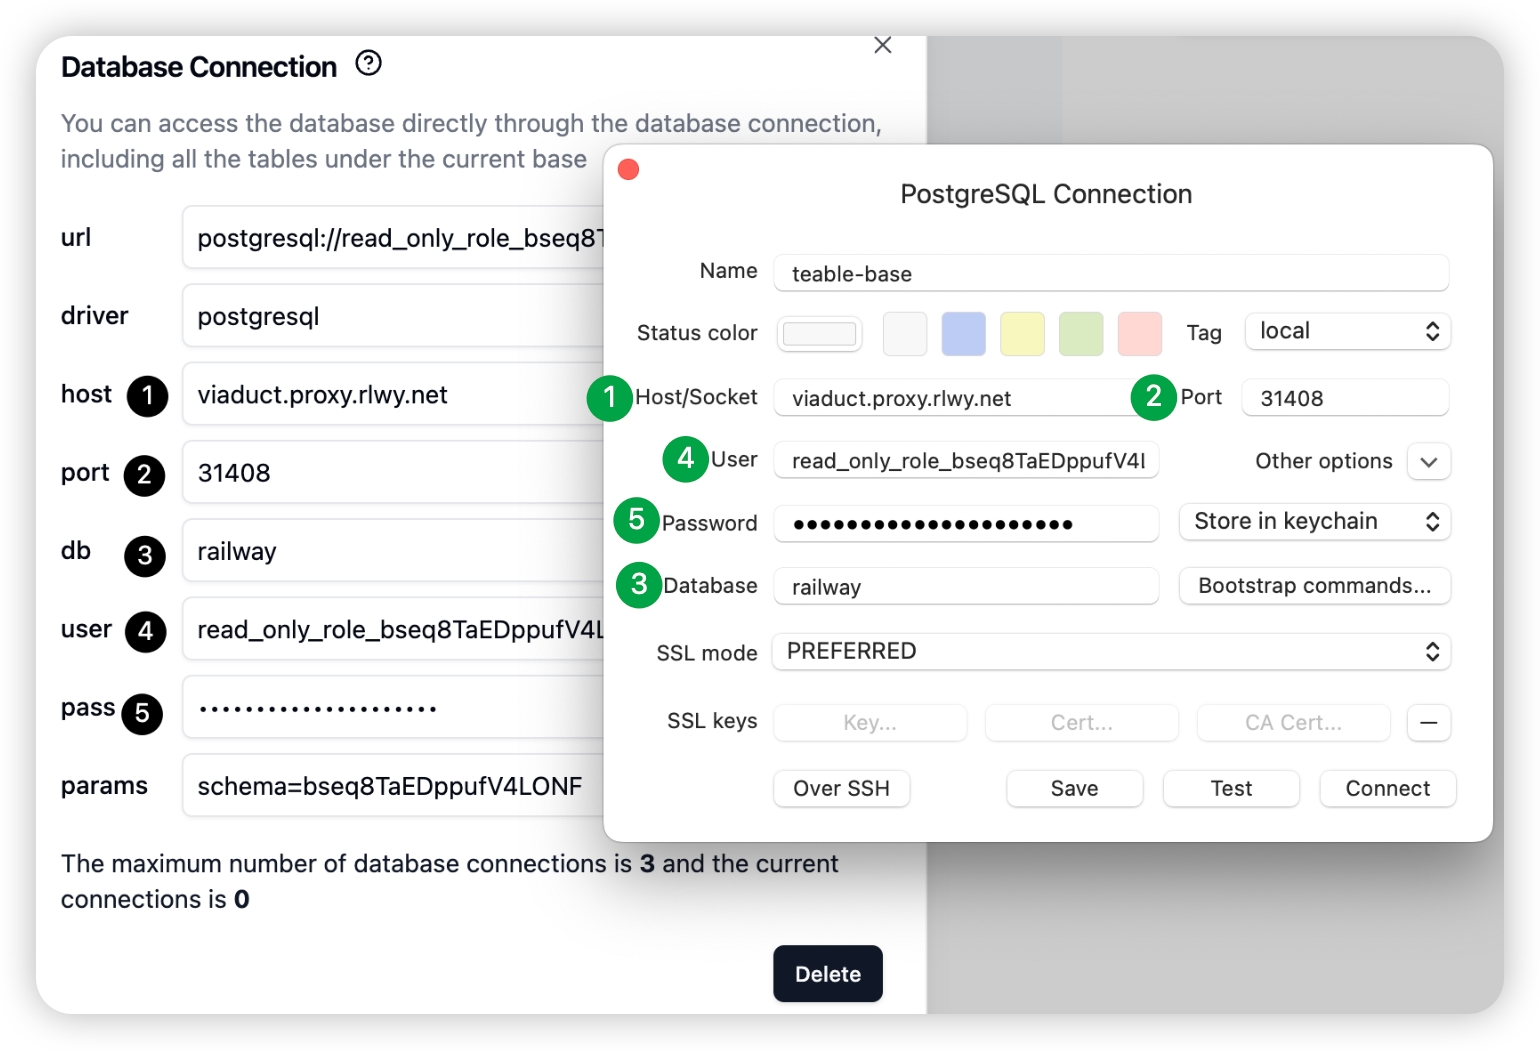 Database Connection
You can access the database directly through the database connection,
including all the tables under the current base
url
postgresql://read_only_role_bseq8T
driver
postgresql
host
1
viaduct.proxy.rlwy.net
port
2
31408
db
3
railway
user
4
read_only_role_bseq8TaEDppufV4L
pass
5
params
schema=bseq8TaEDppufV4LONF
The maximum number of database connections is 3 and the current
connections is 0
Delete
PostgreSQL Connection
Name
teable-base
Status color
Tag
local
1
Host/Socket
viaduct.proxy.rlwy.net
2
Port
31408
4
User
read_only_role_bseq8TaEDppufV4L
Other options
5
Password
Store in keychain
3
Database
railway
Bootstrap commands...
SSL mode
PREFERRED
SSL keys
Key...
Cert...
CA Cert...
Over SSH
Save
Test
Connect